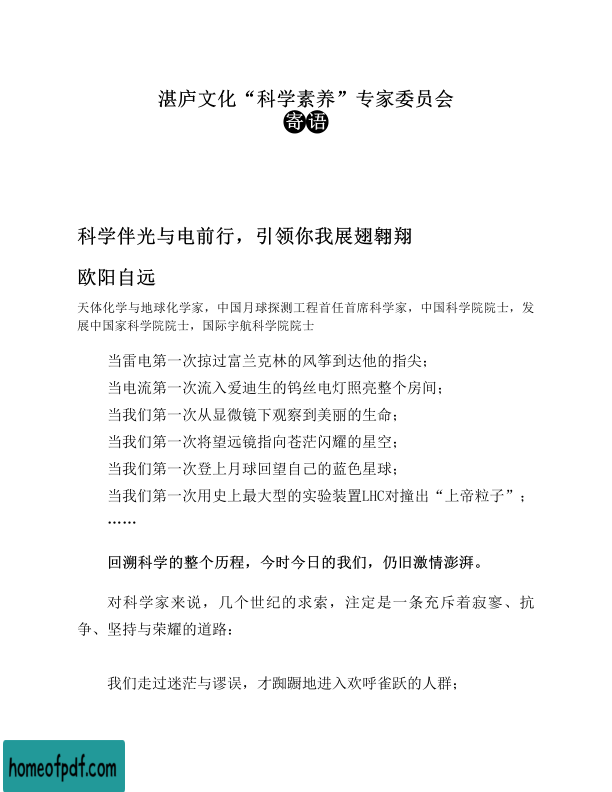 湛庐文化“科学素养”专家委员会
寄语
科学伴光与电前行，引领你我展翅翱翔
欧阳自远
天体化学与地球化学家，中国月球探测工程首任首席科学家，中国科学院院士，发
展中国家科学院院士，国际宇航科学院院士
当雷电第一次掠过富兰克林的风筝到达他的指尖；
当电流第一次流入爱迪生的钨丝电灯照亮整个房间；
当我们第一次从显微镜下观察到美丽的生命；
当我们第一次将望远镜指向苍茫闪耀的星空；
当我们第一次登上月球回望自己的蓝色星球；
当我们第一次用史上最大型的实验装置LHC对撞出“上帝粒子”；
……
回溯科学的整个历程，今时今日的我们，仍旧激情澎湃。
对科学家来说，几个世纪的求索，注定是一条充斥着寂寥、抗
争、坚持与荣耀的道路：
我们走过迷茫与谬误，才踟蹰地进入欢呼雀跃的人群；
homeofpdf.com